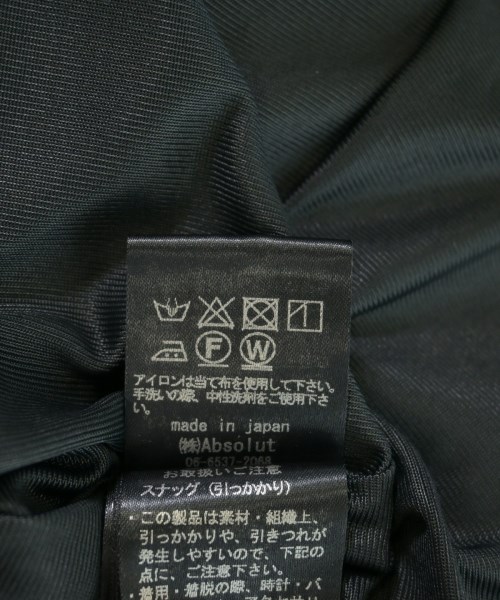 F W
アイロンは当て布を使用して下さい。
手洗いの際、中性洗剤をご使用下さ
い。
made in japan
㈱Absolut
06-6537-2068
お取扱いご注意
スナッグ（引っかかり）
・この製品は素材・組織上、
引っかかりや、引きつれが
発生しやすいので、下記の
点に、ご注意下さい。
・着用・着脱の際、時計・バ